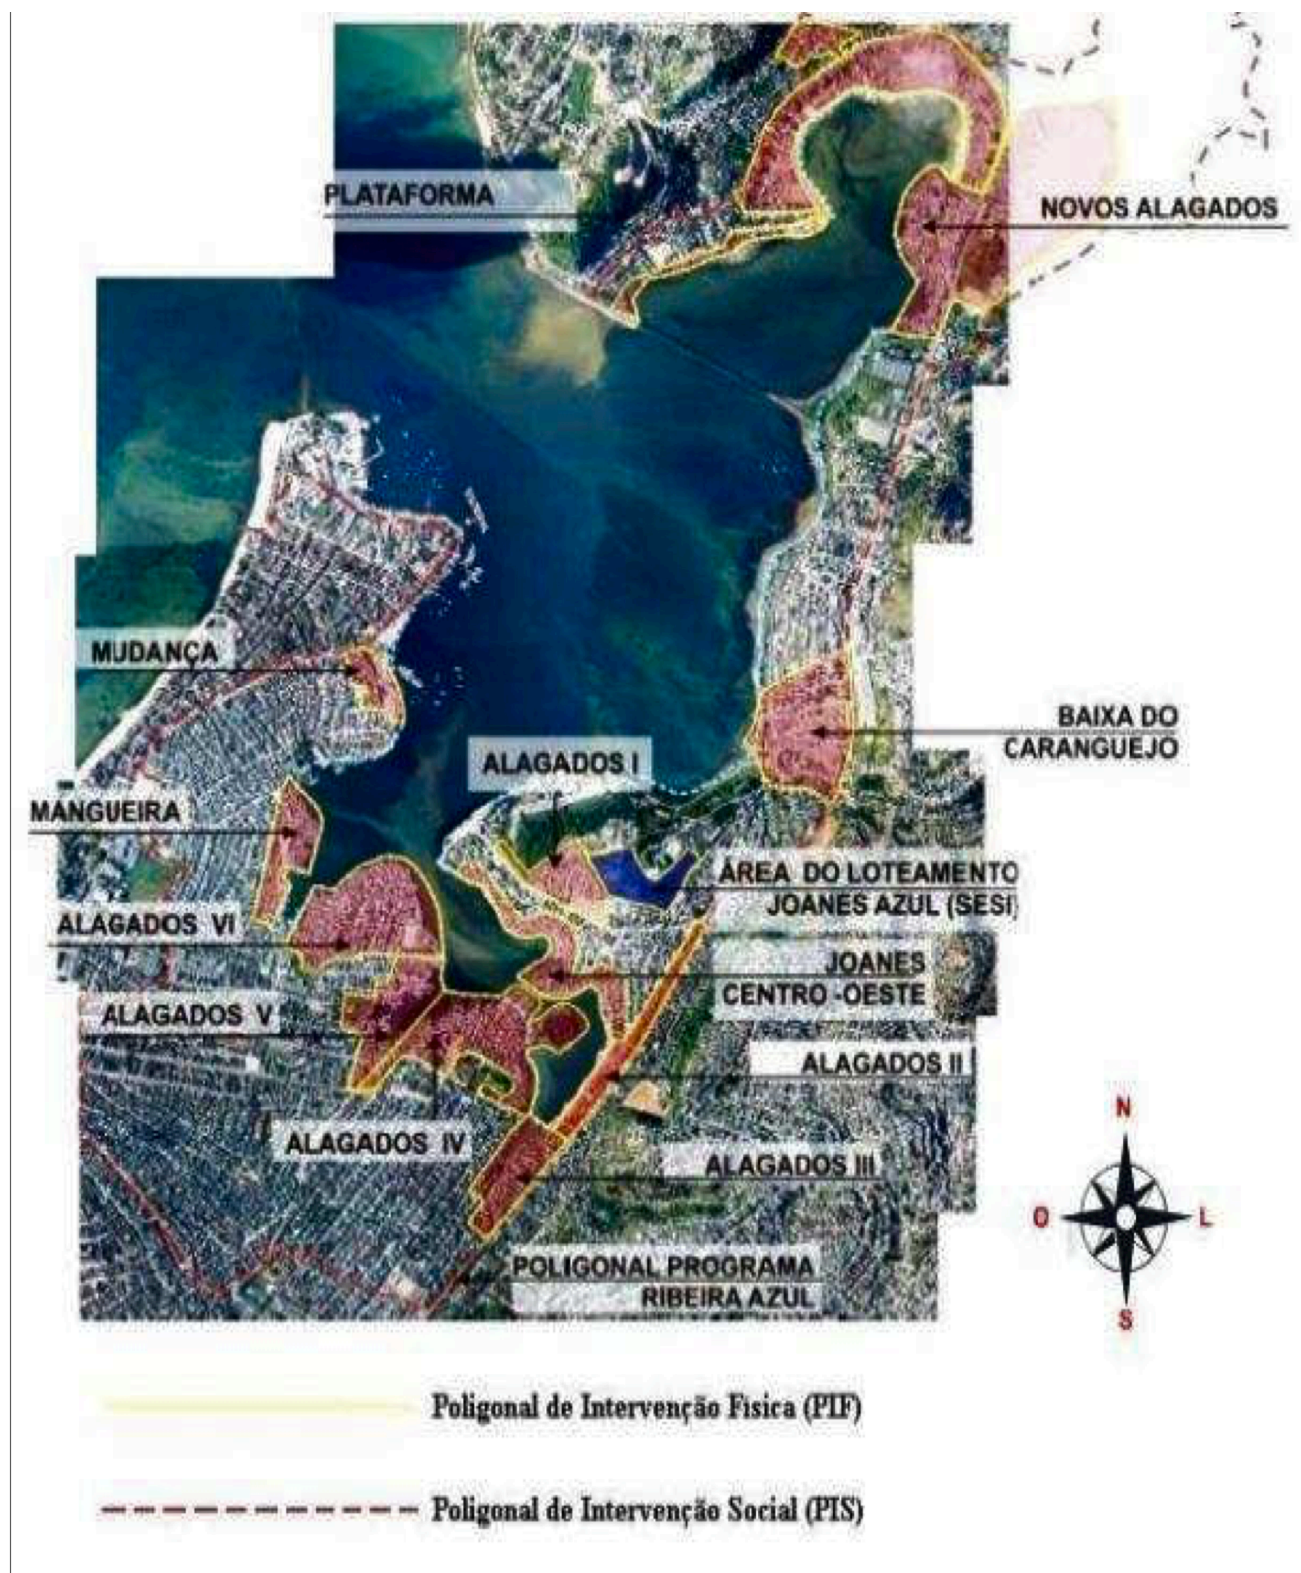 PLATAFORMA
NOVOS ALAGADOS
MUDANÇA
BAIXA DO
CARANGUEJO
ALAGADOS I
MANGUEIRA
ÁREA DO LOTEAMENTO
JOANES AZUL (SESI)
ALAGADOS VI
JOANES
CENTRO -OESTE
ALAGADOS V
ALAGADOS II
ALAGADOS IV
ALAGADOS III
N
O
L
S
POLIGONAL PROGRAMA
RIBEIRA AZUL
Poligonal de Intervenção Física (PIF)
Poligonal de Intervenção Social (PIS)